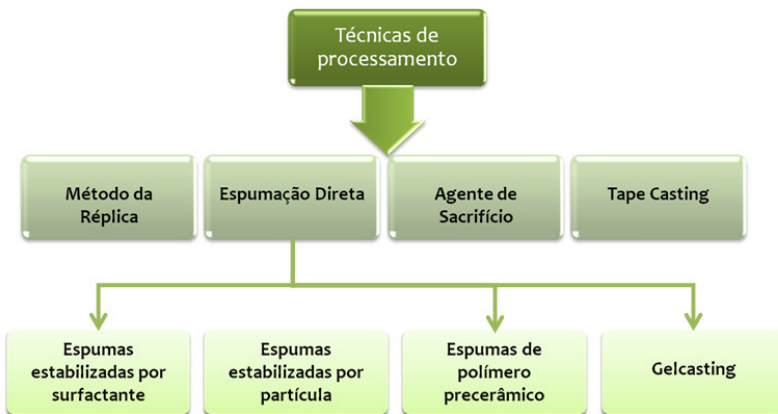 Técnicas de
processamento
Método da
Réplica
Espumação Direta
Agente de
Sacrifício
Tape Casting
Espumas
estabilizadas por
surfactante
Espumas
estabilizadas por
partícula
Espumas de
polímero
precerâmico
Gelcasting